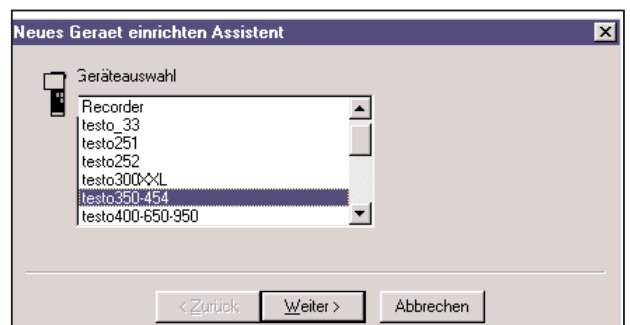 Neues Geraet einrichten Assistent
Geräteauswahl
Recorder
testo_33
testo251
testo252
testo300XXL
testo350-454
testo400-650-950
< Zurück
Weiter >
Abbrechen